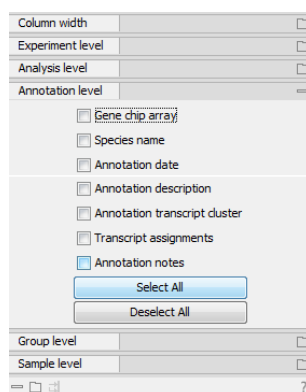 Column width
Experiment level
Analysis level
Annotation level
Gene chip array
Species name
Annotation date
Annotation description
Annotation transcript cluster
Transcript assignments
Annotation notes
Select All
Deselect All
Group level
Sample level